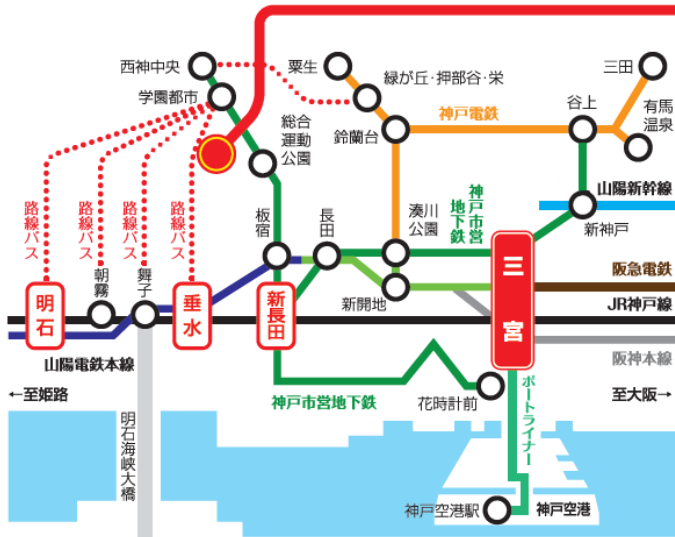 西神中央
粟生
緑が丘・押部谷・栄
三田
学園都市
総合
運動
公園
鈴蘭台
神戸電鉄
谷上
有馬
温泉
山陽新幹線
新神戸
路線バス
路線バス
路線バス
路線バス
板宿
長田
湊川
公園
神戸市営
地下鉄
三宮
朝霧
舞子
明石
垂水
新長田
新開地
阪急電鉄
JR神戸線
山陽電鉄本線
阪神本線
←至姫路
神戸市営地下鉄
花時計前
ポートライナー
至大阪→
明石海峡大橋
神戸空港駅
神戸空港